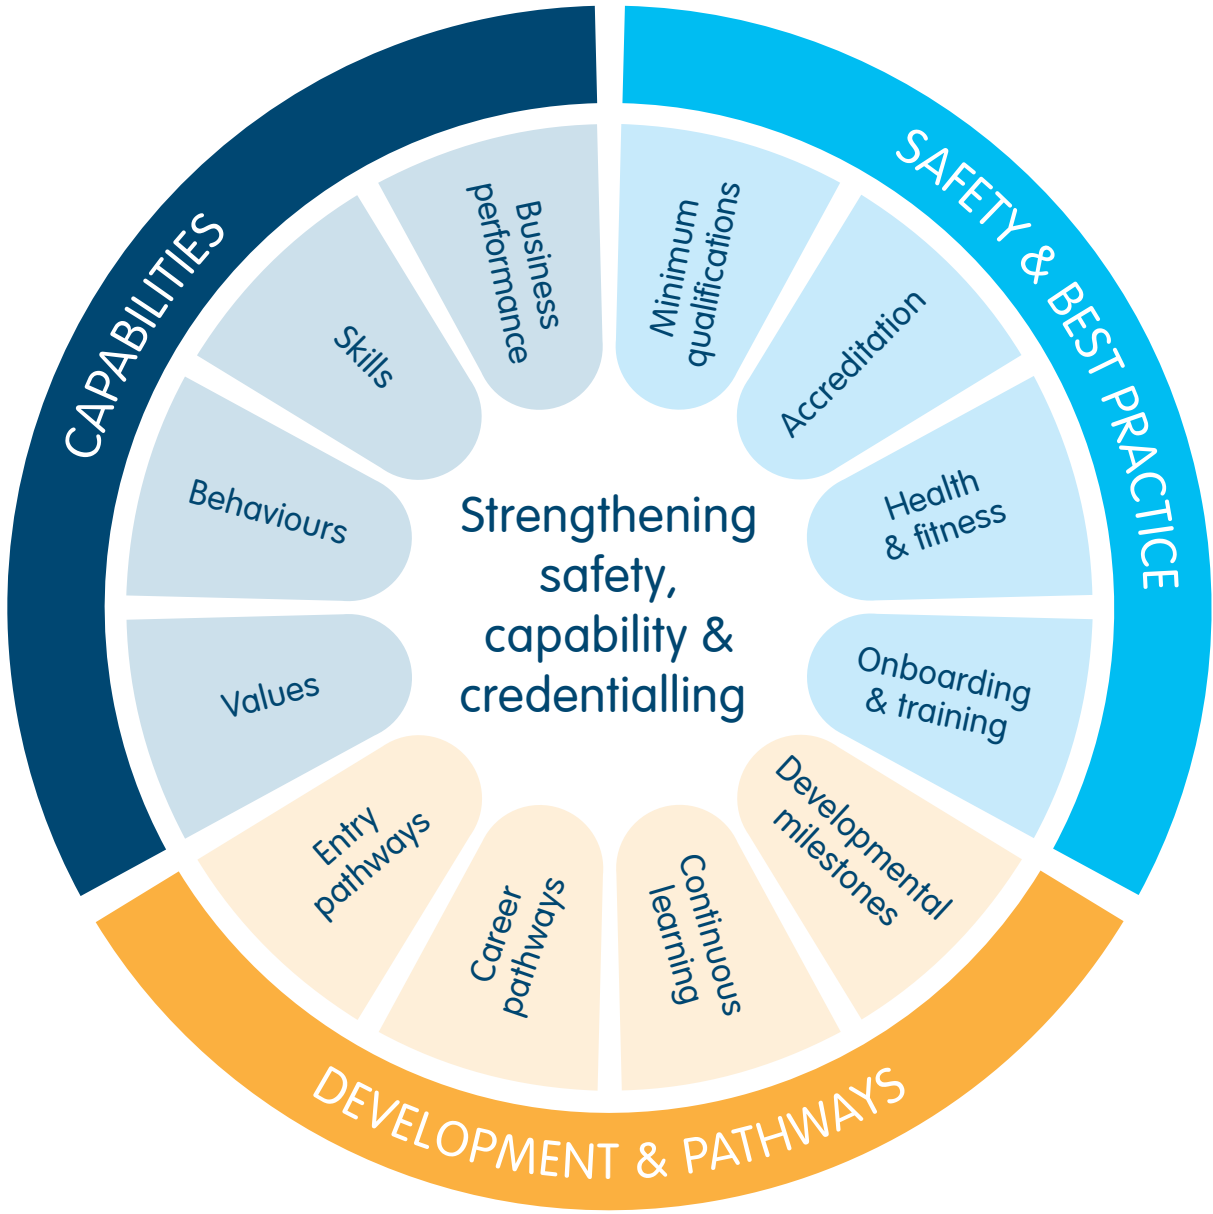 CAPABILITIES
SAFETY & BEST PRACTICE
DEVELOPMENT & PATHWAYS
Strengthening
safety,
capability &
credentialling
Minimum
qualifications
Accreditation
Health
& fitness
Onboarding
& training
Developmental
milestones
Continuous
learning
Career
pathways
Entry
pathways
Values
Behaviours
Skills
Business
performance